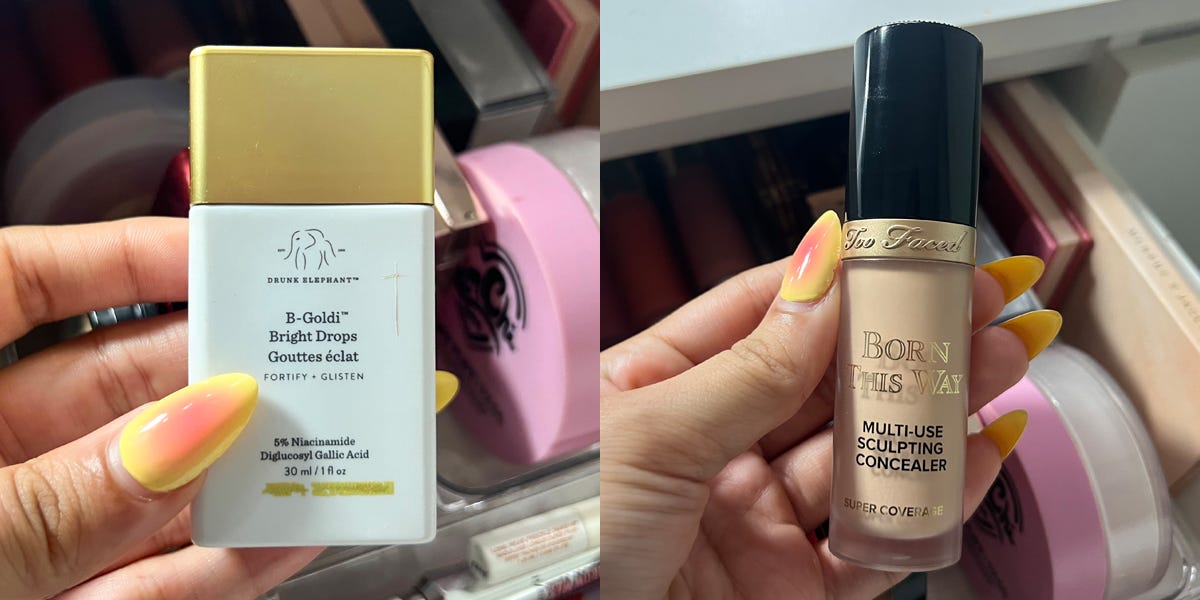 DRUNK ELEPHANT™
B-Goldi™
Bright Drops
Gouttes éclat
FORTIFY + GLISTEN
5% Niacinamide
Diglucosyl Gallic Acid
30 ml / 1 fl oz
Too Faced
BORN
THIS WAY
MULTI-USE
SCULPTING
CONCEALER
SUPER COVERAGE